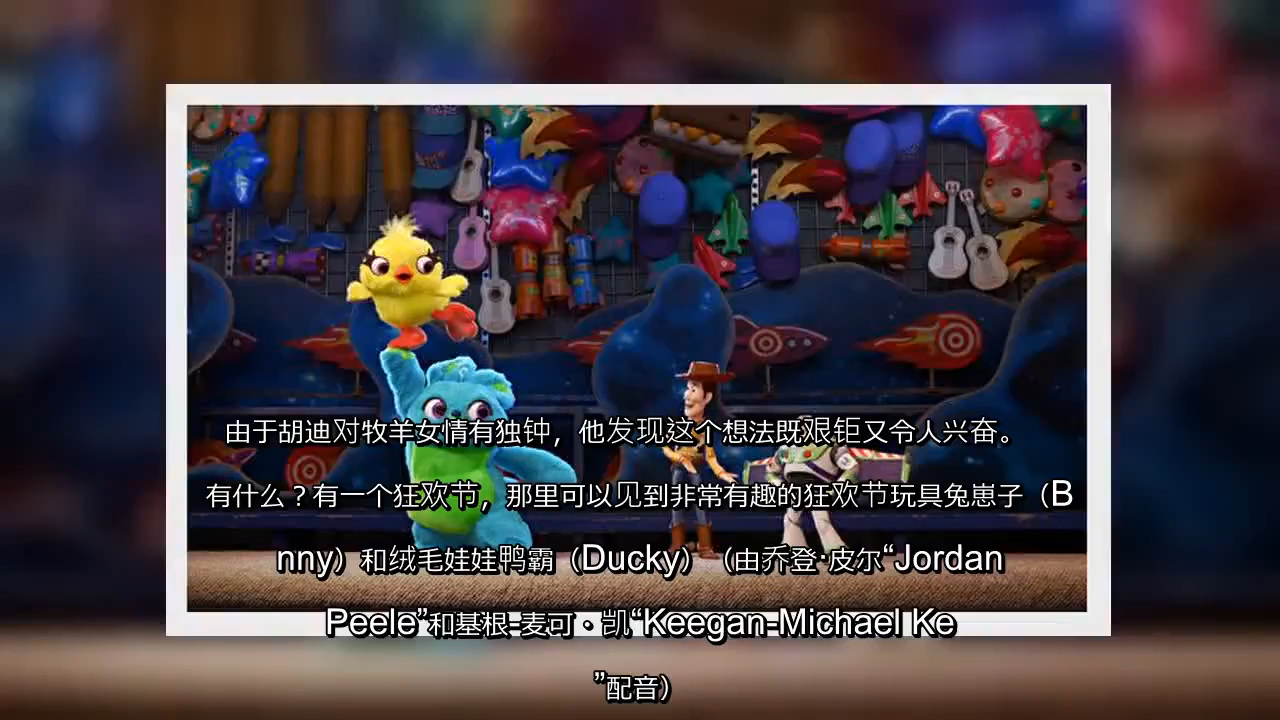 由于胡迪对牧羊女情有独钟，他发现这个想法既艰钜又令人兴奋。
有什么？有一个狂欢节，那里可以见到非常有趣的狂欢节玩具兔崽子（B
nny）和绒毛娃娃鸭霸（Ducky）（由乔登·皮尔“Jordan
Peele”和基根-麦可·凯“Keegan-Michael Ke
”配音）